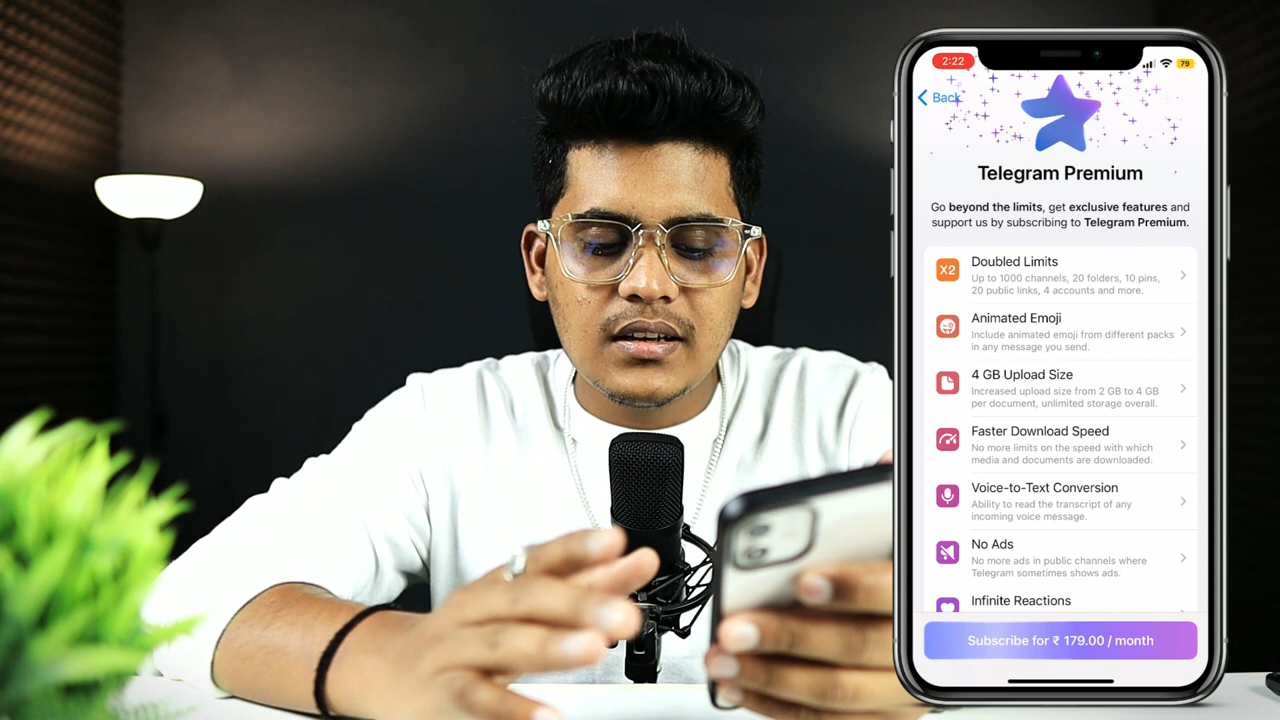 2:22
79
Back
Telegram Premium
Go beyond the limits, get exclusive features and
support us by subscribing to Telegram Premium.
X2
Doubled Limits
Up to 1000 channels, 20 folders, 10 pins,
20 public links, 4 accounts and more.
Animated Emoji
Include animated emoji from different packs
in any message you send.
4 GB Upload Size
Increased upload size from 2 GB to 4 GB
per document, unlimited storage overall.
Faster Download Speed
No more limits on the speed with which
media and documents are downloaded.
Voice-to-Text Conversion
Ability to read the transcript of any
incoming voice message.
No Ads
No more ads in public channels where
Telegram sometimes shows ads.
Infinite Reactions
Subscribe for ₹ 179.00 / month